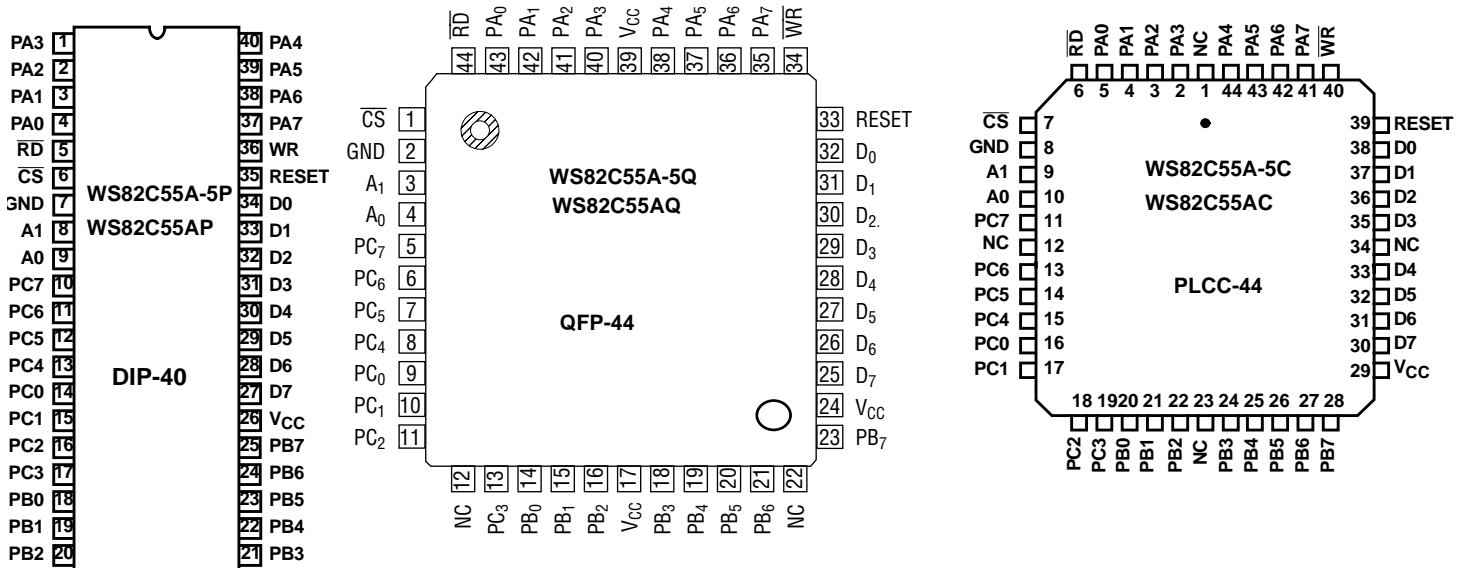 PA3 1 40 PA4
PA2 2 39 PA5
PA1 3 38 PA6
PA0 4 37 PA7
R̅D̅ 5 36 WR
C̅S̅ 6 35 RESET
GND 7 34 D0
A1 8 33 D1
A0 9 32 D2
PC7 10 31 D3
PC6 11 30 D4
PC5 12 29 D5
PC4 13 28 D6
PC0 14 27 D7
PC1 15 26 VCC
PC2 16 25 PB7
PC3 17 24 PB6
PB0 18 23 PB5
PB1 19 22 PB4
PB2 20 21 PB3
WS82C55A-5P
WS82C55AP
DIP-40
R̅D̅ PA0 PA1 PA2 PA3 VCC PA4 PA5 PA6 PA7 W̅R̅
44 43 42 41 40 39 38 37 36 35 34
C̅S̅ 1 33 RESET
GND 2 32 D0
A1 3 31 D1
A0 4 30 D2.
PC7 5 29 D3
PC6 6 28 D4
PC5 7 27 D5
PC4 8 26 D6
PC0 9 25 D7
PC1 10 24 VCC
PC2 11 23 PB7
WS82C55A-5Q
WS82C55AQ
QFP-44
12 13 14 15 16 17 18 19 20 21 22
NC PC3 PB0 PB1 PB2 VCC PB3 PB4 PB5 PB6 NC
R̅D̅ PA0 PA1 PA2 PA3 NC PA4 PA5 PA6 PA7 W̅R̅
6 5 4 3 2 1 44 43 42 41 40
C̅S̅ 7 39 RESET
GND 8 38 D0
A1 9 37 D1
A0 10 36 D2
PC7 11 35 D3
NC 12 34 NC
PC6 13 33 D4
PC5 14 32 D5
PC4 15 31 D6
PC0 16 30 D7
PC1 17 29 VCC
WS82C55A-5C
WS82C55AC
PLCC-44
18 19 20 21 22 23 24 25 26 27 28
PC2 PC3 PB0 PB1 PB2 NC PB3 PB4 PB5 PB6 PB7